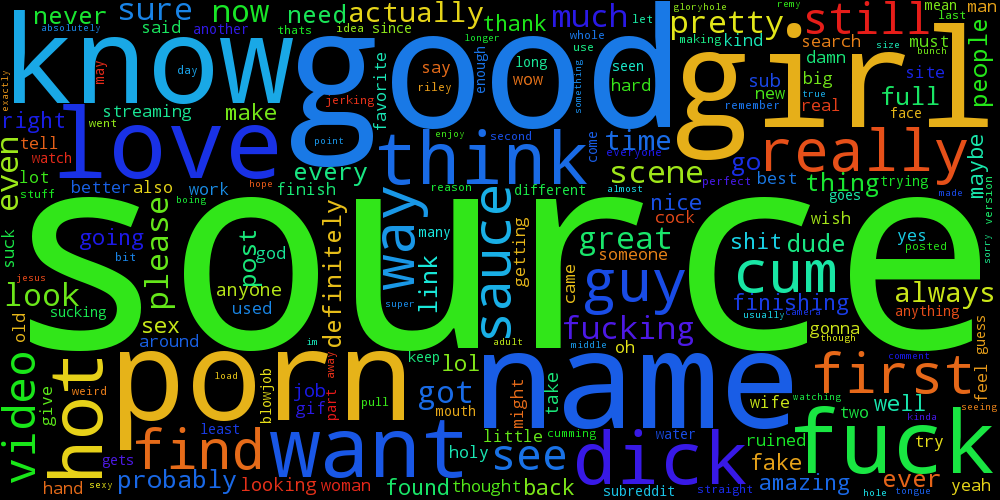 gloryhole
remy
mean
man
never
sure
now
need
actually
thank
much
pretty
still
last
absolutely
said
another
thats
idea
since
longer
whole
let
making
kind
search
must
people
know
good
girl
exactly
may
day
say
riley
wow
long
use
something
seen
hard
sub
new
damn
big
real
true
size
bunch
site
remember
full
face
streaming
make
jerking
favorite
enough
right
went
love
point
enjoy
second
come
time
everyone
really
think
tell
watch
even
lot
stuff
better
also
work
hope
finish
every
reason
different
scene
almost
go
perfect
best
thing
trying
goes
made
maybe
boing
nice
cock
wish
source
suck
going
bit
please
post
god
definitely
way
many
link
sauce
getting
great
someone
came
guy
shit
dude
yes
posted
sorry
version
cum
jesus
look
sucking
anyone
used
super
finishing
usually
camera
always
anything
old
sex
around
im
adult
fucking
middle
oh
gonna
though
guess
video
hot
porn
load
part
away
keep
lol
name
first
comment
feel
seeing
give
weird
blowjob
job
gif
pull
got
mouth
might
take
wife
watching
two
well
kinda
find
least
want
holy
little
see
cumming
water
dick
ruined
fake
fuck
try
hand
sexy
gets
probably
looking
woman
found
thought
back
subreddit
straight
amazing
hole
tongue
ever
yeah